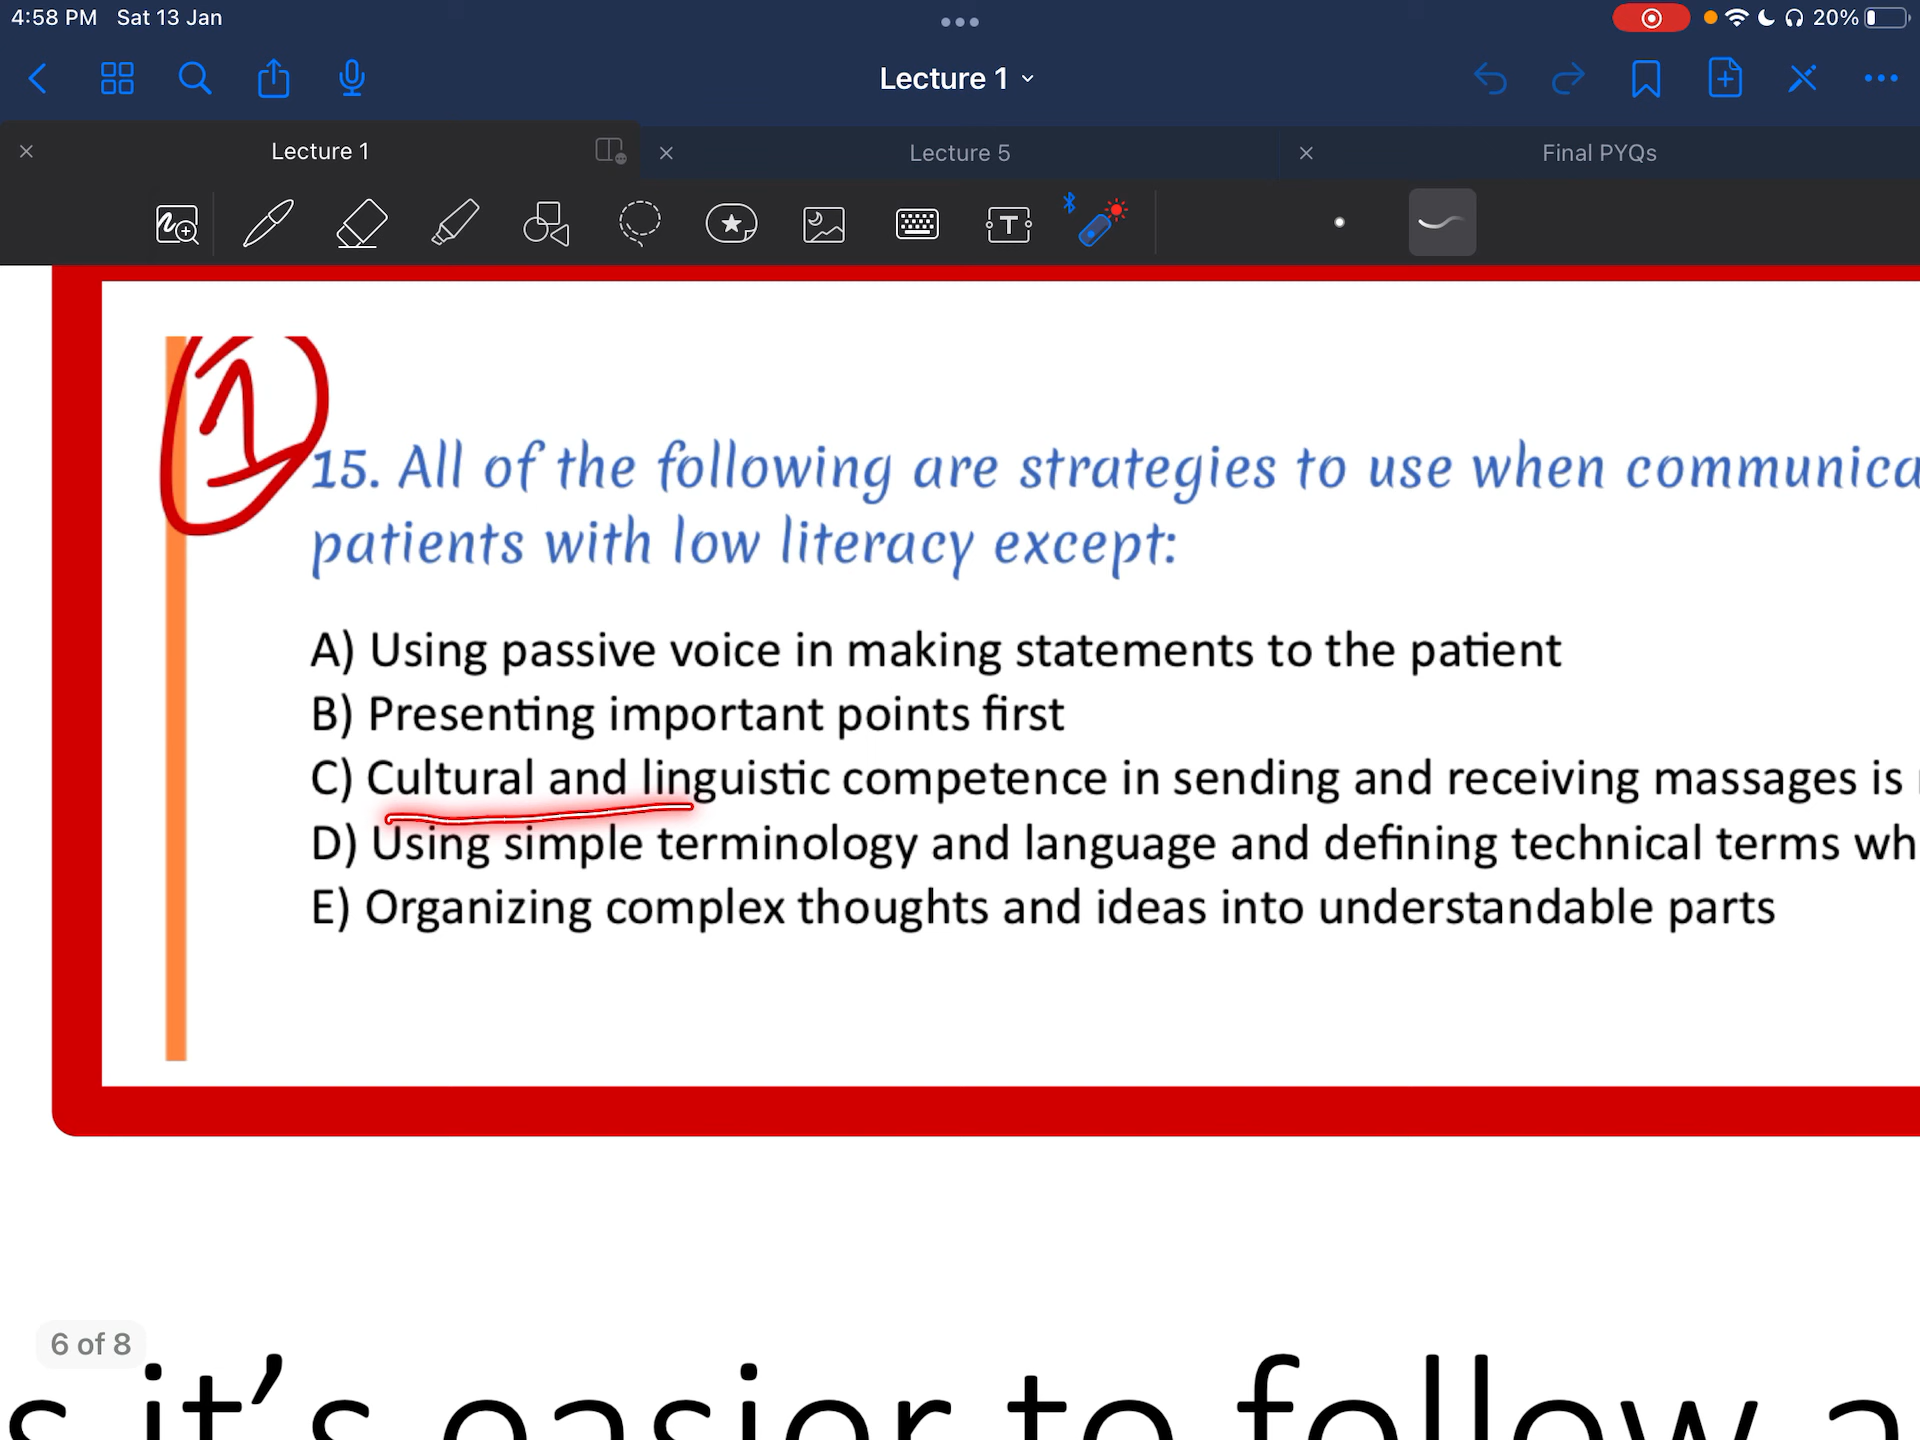 4:58 PM Sat 13 Jan
20%
Lecture 1
Lecture 1
Lecture 5
Final PYQs
T
1
15. All of the following are strategies to use when communica
patients with low literacy except:
A) Using passive voice in making statements to the patient
B) Presenting important points first
C) Cultural and linguistic competence in sending and receiving massages is
D) Using simple terminology and language and defining technical terms wh
E) Organizing complex thoughts and ideas into understandable parts
6 of 8
s it's easier to follow a